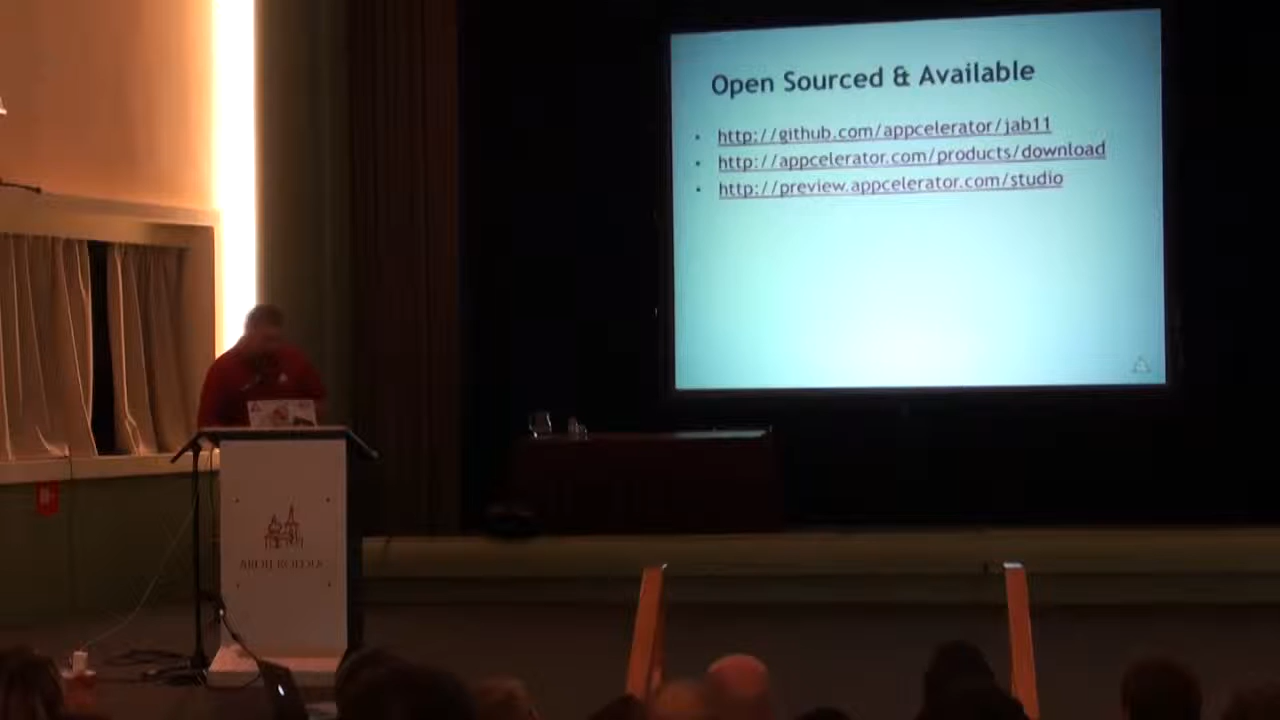 Open Sourced & Available
• http://github.com/appcelerator/jab11
• http://appcelerator.com/products/download
• http://preview.appcelerator.com/studio